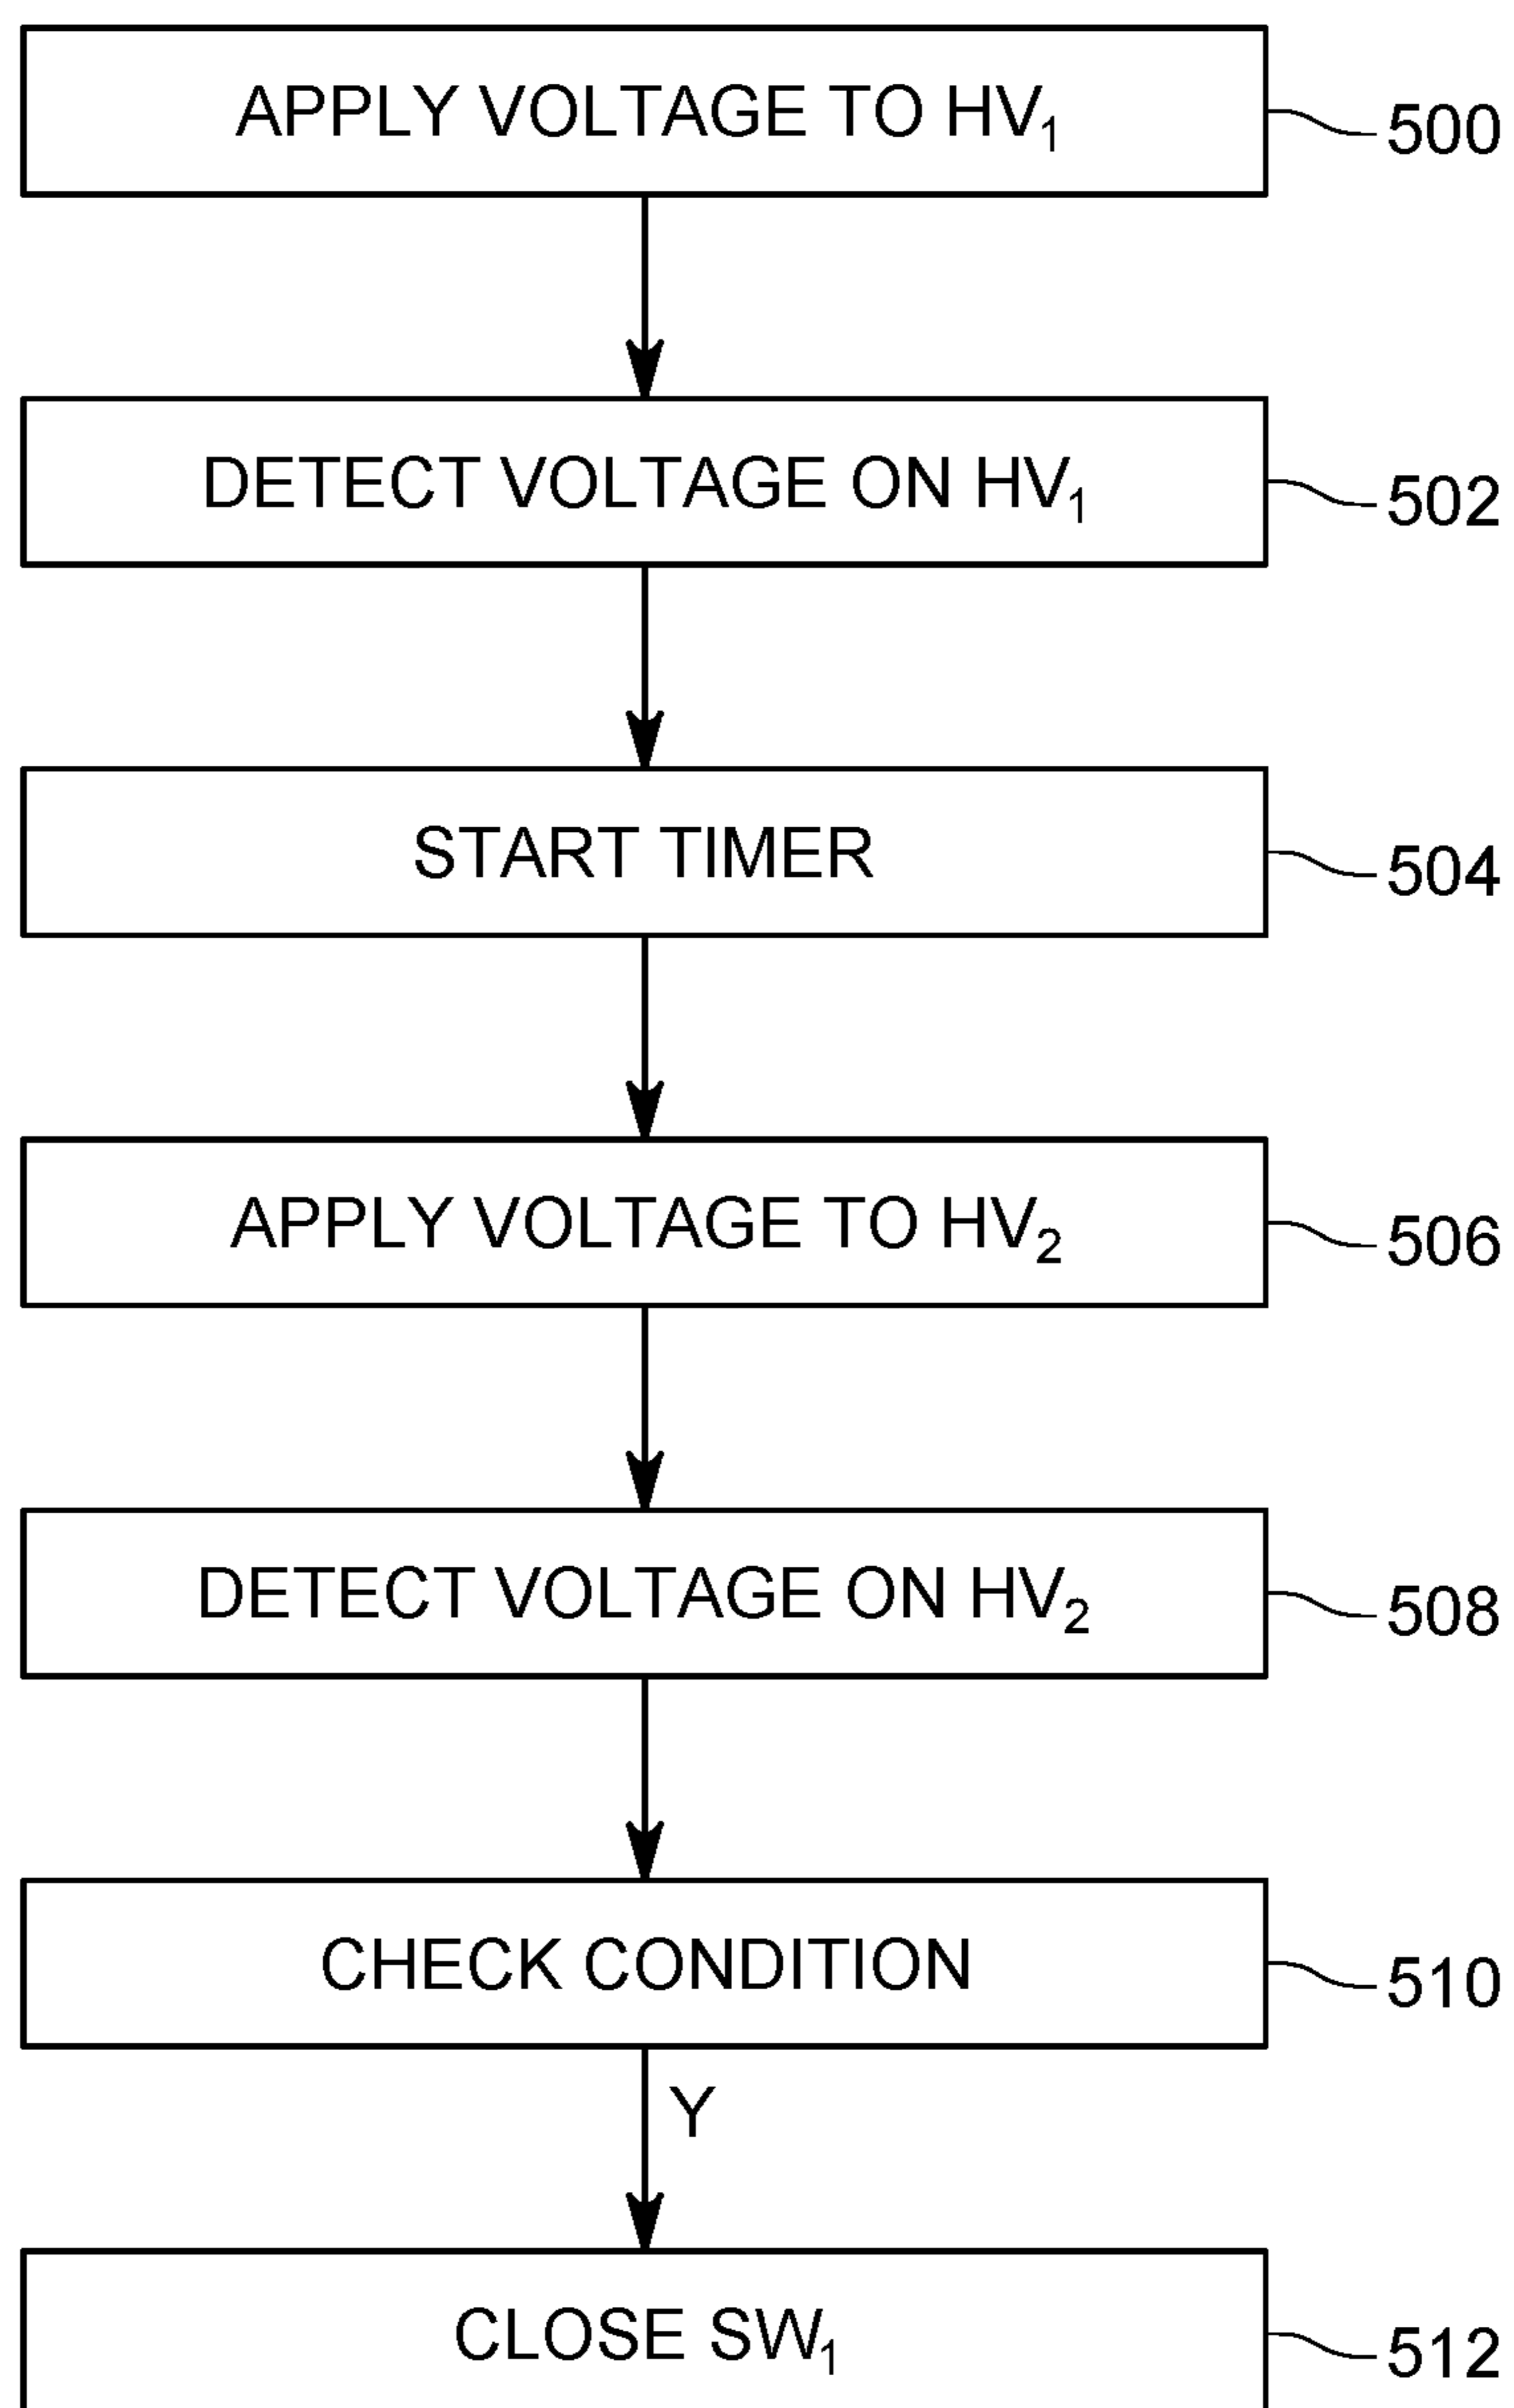 APPLY VOLTAGE TO HV₁ 500
DETECT VOLTAGE ON HV₁ 502
START TIMER 504
APPLY VOLTAGE TO HV₂ 506
DETECT VOLTAGE ON HV₂ 508
CHECK CONDITION 510
Y
CLOSE SW₁ 512